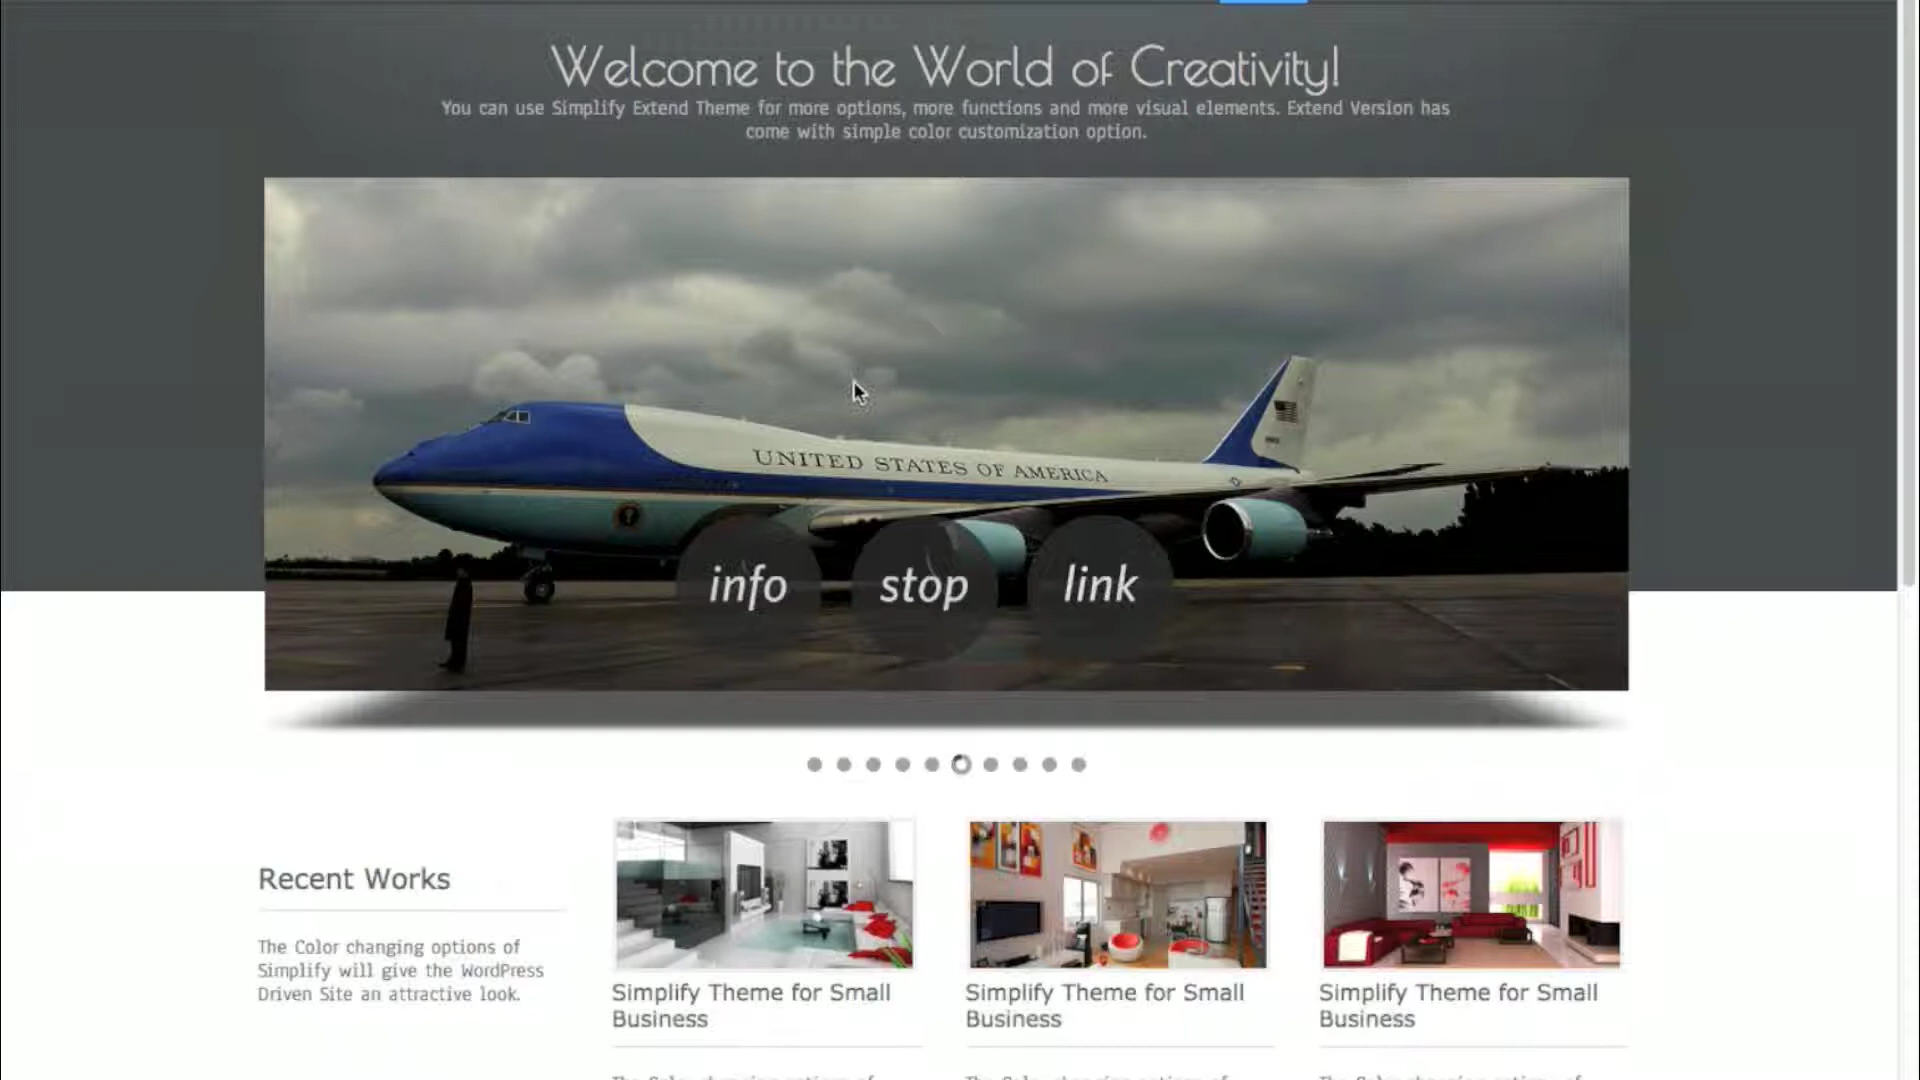 Welcome to the World of Creativity!
You can use Simplify Extend Theme for more options, more functions and more visual elements. Extend Version has
come with simple color customization option.
UNITED STATES OF AMERICA
info
stop
link
Recent Works
The Color changing options of
Simplify will give the WordPress
Driven Site an attractive look.
Simplify Theme for Small
Business
Simplify Theme for Small
Business
Simplify Theme for Small
Business